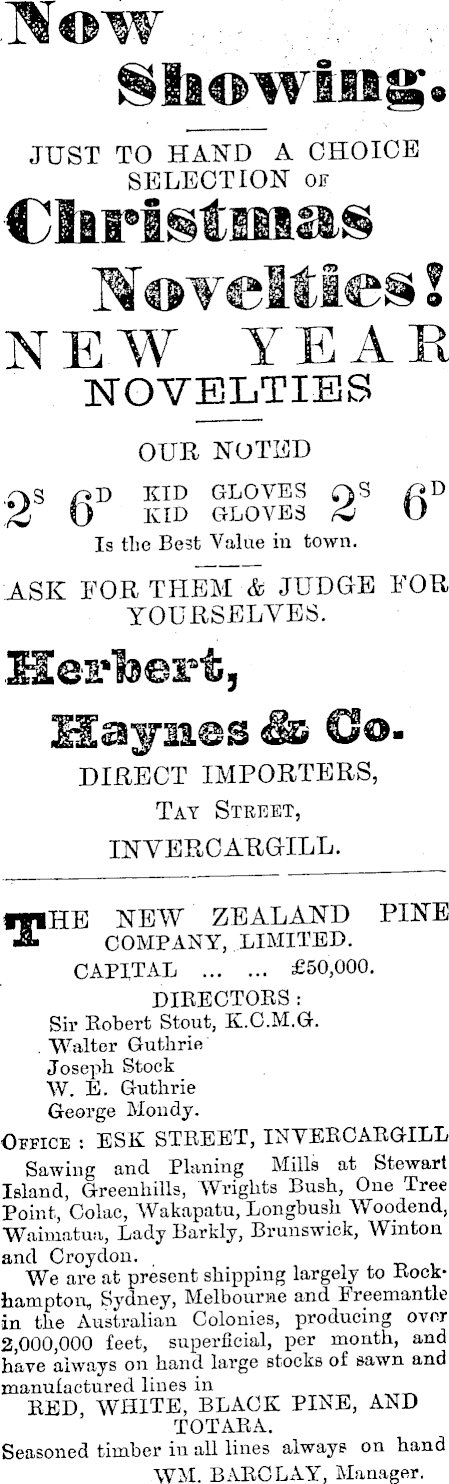 Now
Showing.
JUST TO HAND A CHOICE
SELECTION OF
Christmas
Novelties!
NEW YEAR
NOVELTIES
OUR NOTED
2S 6D KID GLOVES 2S 6D
KID GLOVES
Is the Best Value in town.
ASK FOR THEM & JUDGE FOR
YOURSELVES.
Herbert,
Haynes & Co.
DIRECT IMPORTERS,
TAY STREET,
INVERCARGILL.
THE NEW ZEALAND PINE
COMPANY, LIMITED.
CAPITAL ... ... £50,000.
DIRECTORS:
Sir Robert Stout, K.C.M.G.
Walter Guthrie
Joseph Stock
W. E. Guthrie
George Mondy.
OFFICE: ESK STREET, INVERCARGILL
Sawing and Planing Mills at Stewart
Island, Greenhills, Wrights Bush, One Tree
Point, Colac, Wakapatu, Longbush Woodend,
Waimatua, Lady Barkly, Brunswick, Winton
and Croydon.
We are at present shipping largely to Rock-
hampton, Sydney, Melbourne and Freemantle
in the Australian Colonies, producing over
2,000,000 feet, superficial, per month, and
have always on hand large stocks of sawn and
manufactured lines in
RED, WHITE, BLACK PINE, AND
TOTARA.
Seasoned timber in all lines always on hand
WM. BARCLAY, Manager.